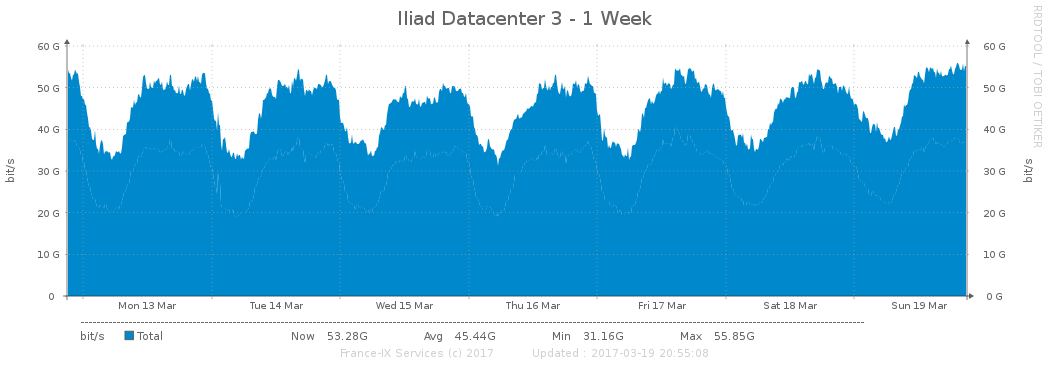 Iliad Datacenter 3 - 1 Week
RRDTOOL / TOBI OETIKER
60 G 60 G
50 G 50 G
40 G 40 G
30 G 30 G
20 G 20 G
10 G 10 G
0 0 G
bit/s bit/s
Mon 13 Mar Tue 14 Mar Wed 15 Mar Thu 16 Mar Fri 17 Mar Sat 18 Mar Sun 19 Mar
bit/s Total Now 53.28G Avg 45.44G Min 31.16G Max 55.85G
France-IX Services (c) 2017 Updated : 2017-03-19 20:55:08